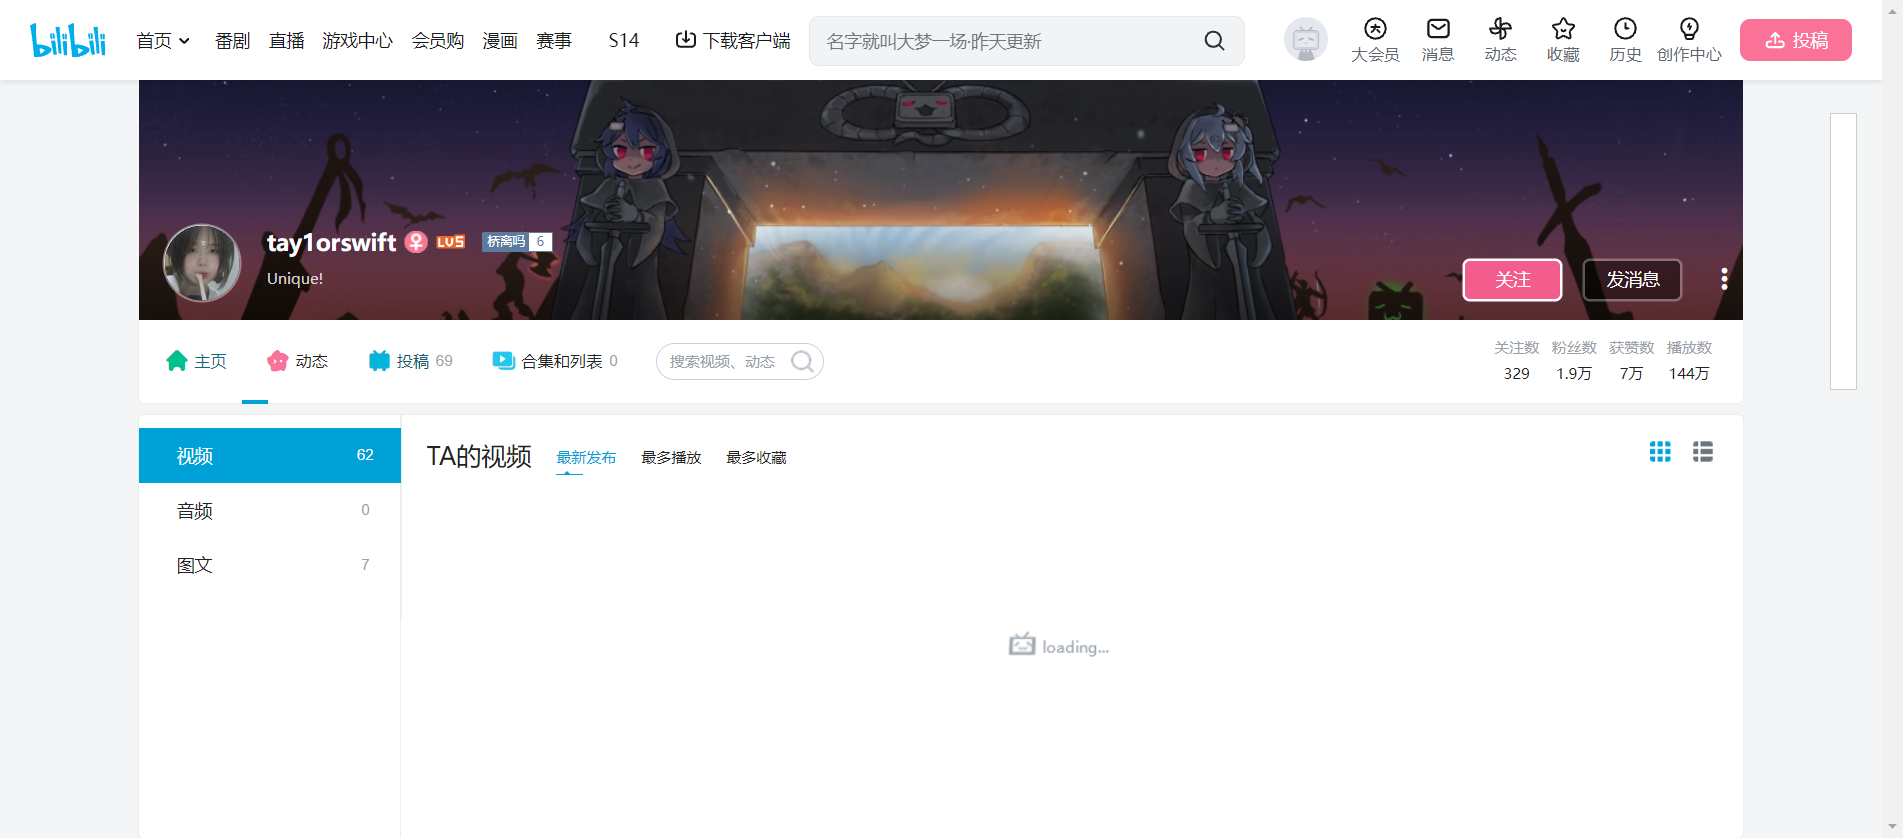 bilibili 首页 番剧 直播 游戏中心 会员购 漫画 赛事 S14 下载客户端 名字就叫大梦一场·昨天更新 大会员 消息 动态 收藏 历史 创作中心 投稿
tay1orswift LV5 桥离吗 6
Unique!
关注 发消息
主页 动态 投稿 69 合集和列表 0 搜索视频、动态
关注数 粉丝数 获赞数 播放数
329 1.9万 7万 144万
视频 62
音频 0
图文 7
TA的视频 最新发布 最多播放 最多收藏
loading...